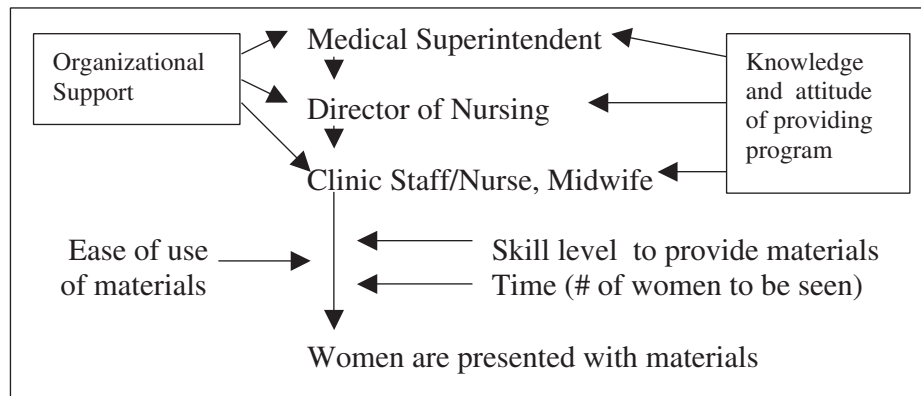 Medical Superintendent
Organizational
Support
Knowledge
and attitude
of providing
program
Director of Nursing
Clinic Staff/Nurse, Midwife
Ease of use
of materials
Skill level to provide materials
Time (# of women to be seen)
Women are presented with materials